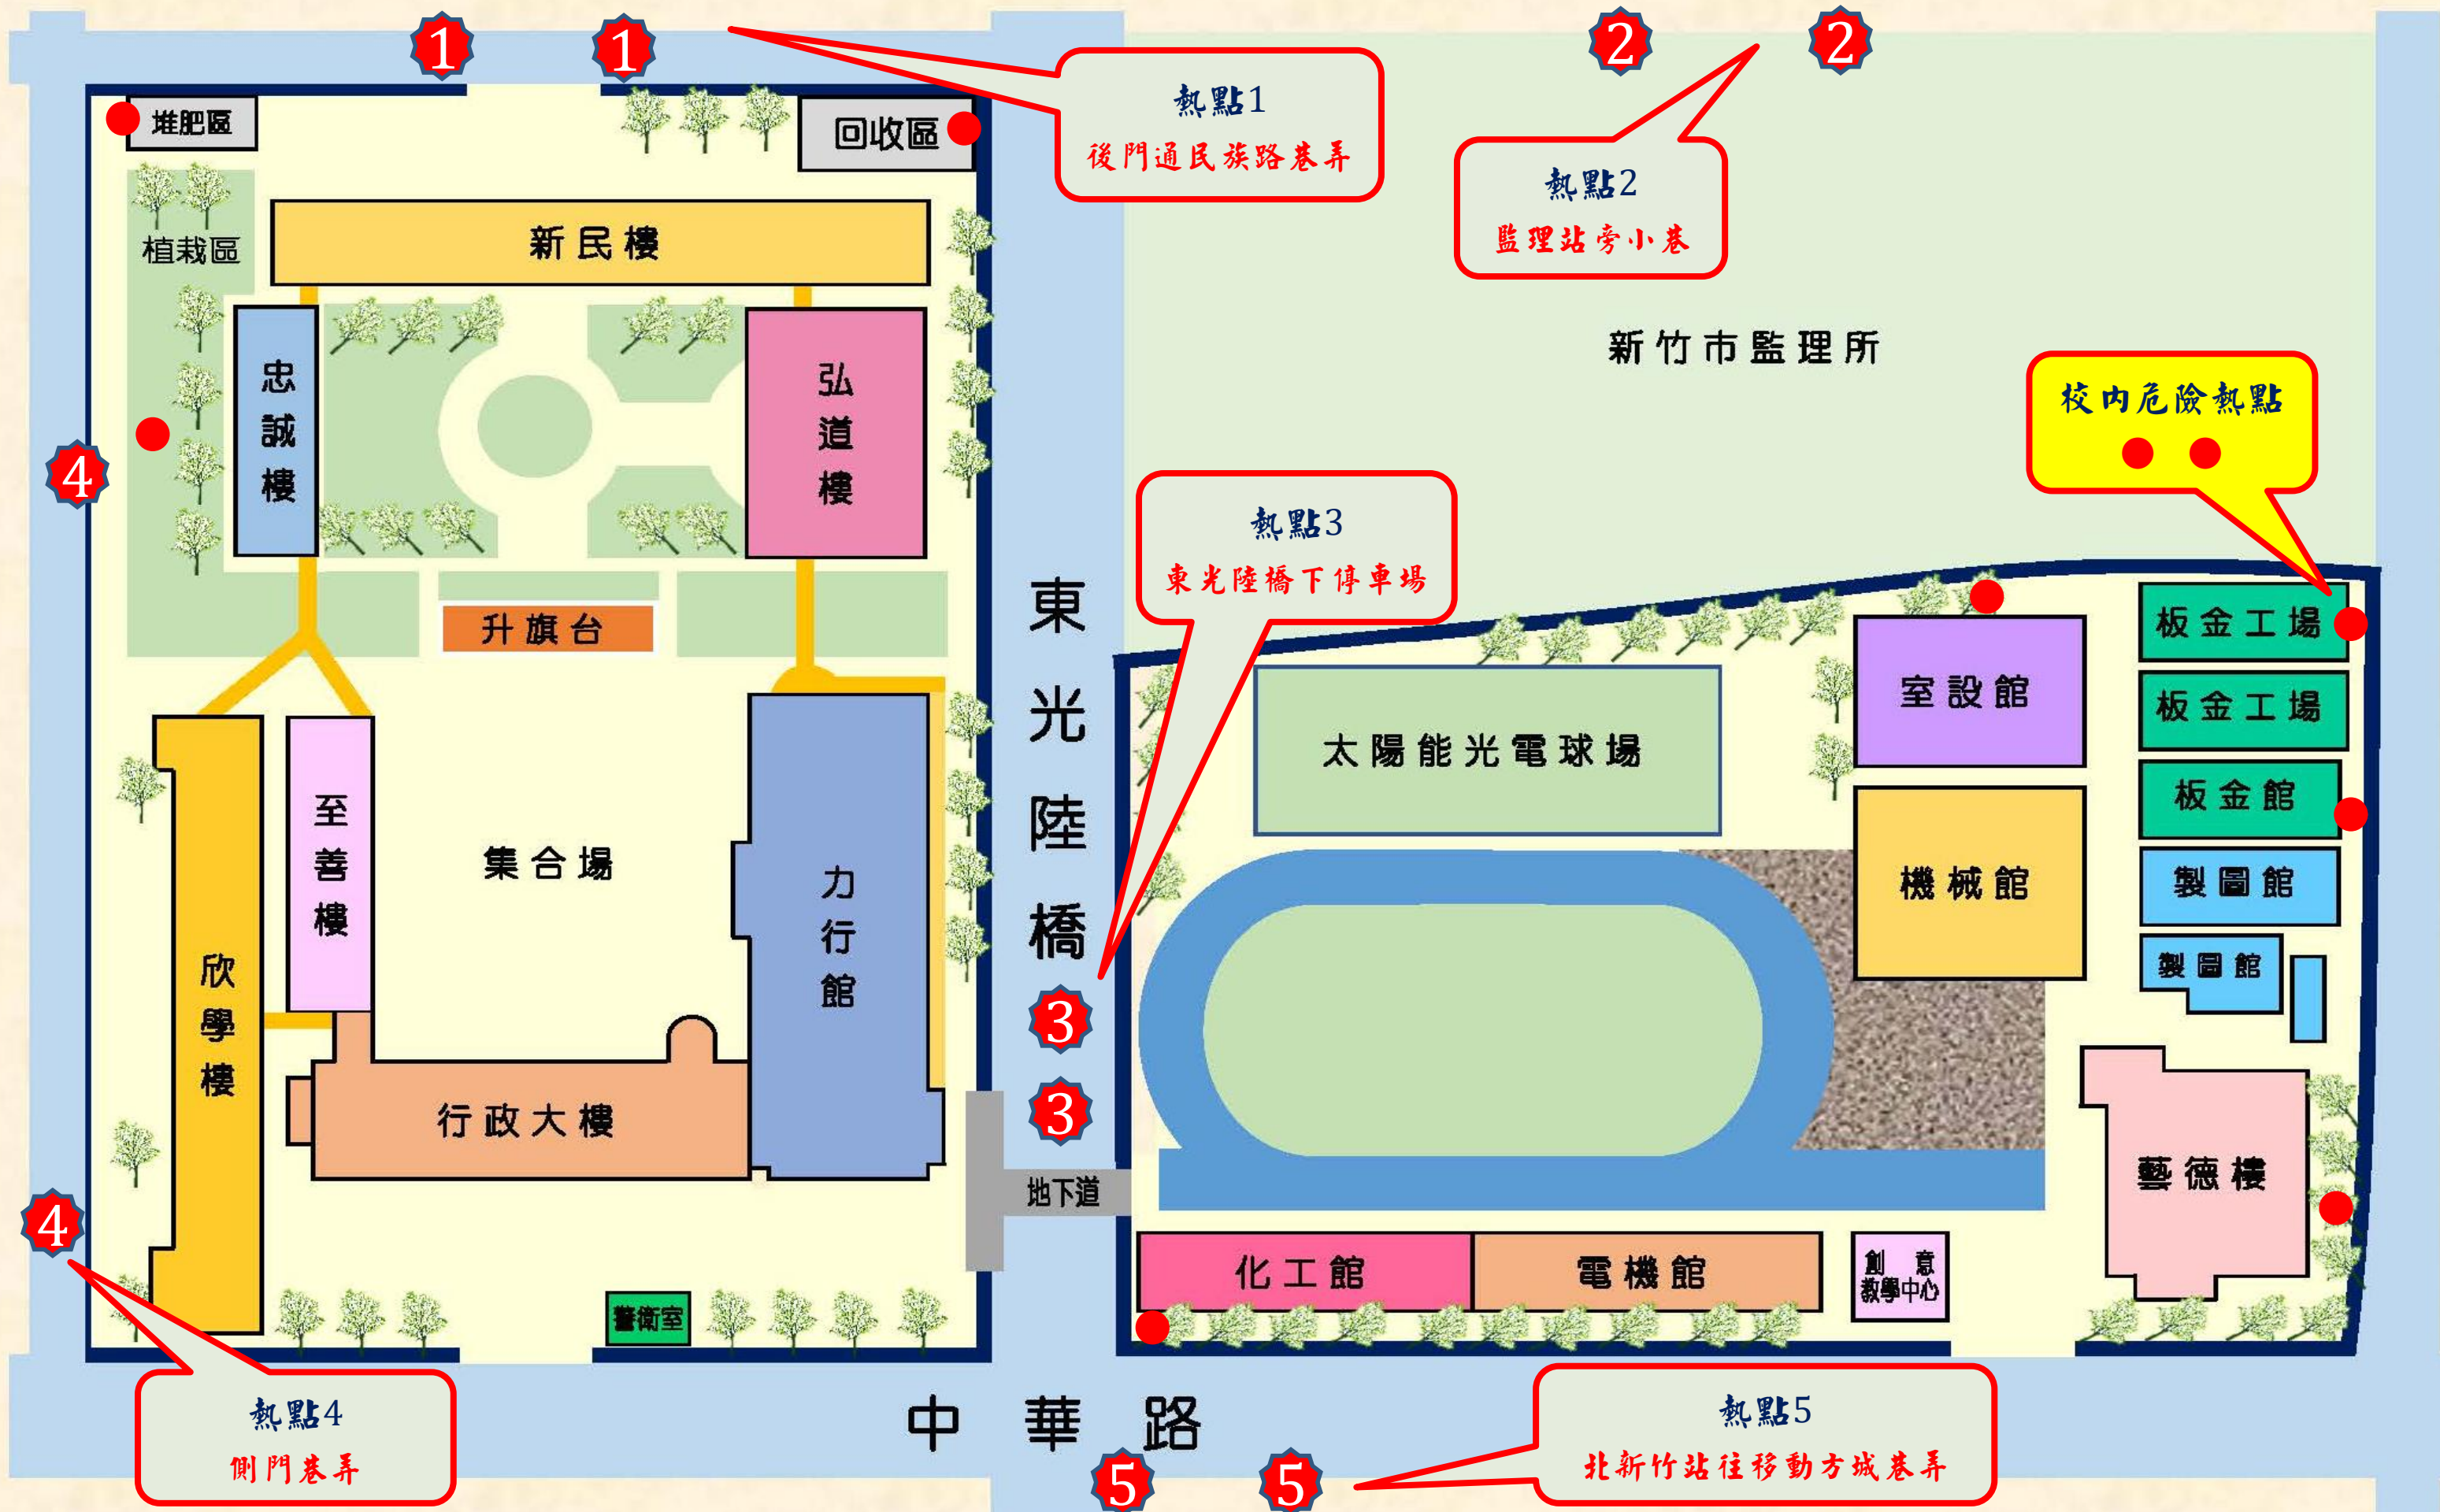 1
1
2
2
熱點1
後門通民族路巷弄
熱點2
監理站旁小巷
堆肥區
回收區
植栽區
新民樓
忠誠樓
弘道樓
新竹市監理所
校內危險熱點
4
熱點3
東光陸橋下停車場
升旗台
東光陸橋
板金工場
室設館
板金工場
太陽能光電球場
板金館
至善樓
集合場
力行館
機械館
製圖館
欣學樓
製圖館
3
3
行政大樓
地下道
藝德樓
4
化工館
電機館
創意
教學中心
警衛室
熱點4
側門巷弄
中華路
熱點5
北新竹站往移動方城巷弄
5
5